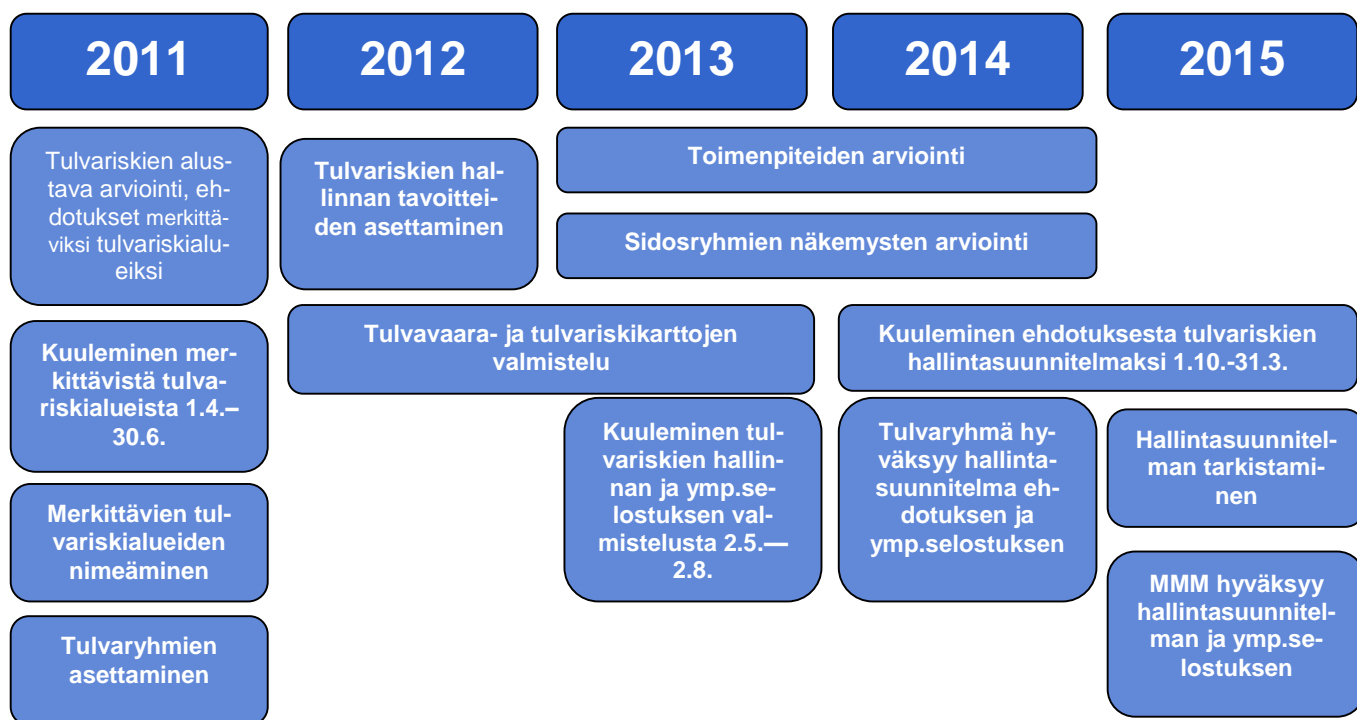 2011
2012
2013
2014
2015
Tulvariskien alus-
tava arviointi, eh-
dotukset merkittä-
viksi tulvariskialu-
eiksi
Kuuleminen mer-
kittävistä tulva-
riskialueista 1.4.–
30.6.
Merkittävien tul-
variskialueiden
nimeäminen
Tulvaryhmien
asettaminen
Tulvariskien hal-
linnan tavoittei-
den asettaminen
Toimenpiteiden arviointi
Sidosryhmien näkemysten arviointi
Tulvavaara- ja tulvariskikarttojen
valmistelu
Kuuleminen ehdotuksesta tulvariskien
hallintasuunnitelmaksi 1.10.-31.3.
Kuuleminen tul-
variskien hallin-
nan ja ymp.se-
lostuksen val-
mistelusta 2.5.—
2.8.
Tulvaryhmä hy-
väksyy hallinta-
suunnitelma eh-
dotuksen ja
ymp.selostuksen
Hallintasuunnitel-
man tarkistami-
nen
MMM hyväksyy
hallintasuunnitel-
man ja ymp.se-
lostuksen